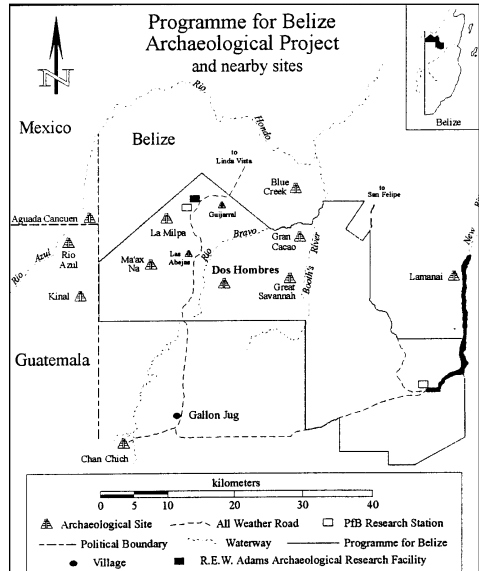 Programme for Belize
Archaeological Project
and nearby sites
N
Belize
Mexico
Belize
Rio
Hondo
to
Linda Vista
Blue
Creek
to
San Felipe
Guijarral
Aguada Cancuen
La Milpa
Rio
Bravo
Gran
Cacao
River
Booth's
New
Rio
Azul
Rio
Azul
Ma'ax
Na
Las
Abejas
Dos Hombres
Great
Savannah
Lamanai
Kinal
Guatemala
Gallon Jug
Chan Chich
kilometers
0 5 10 20 30 40
Archaeological Site
All Weather Road
PfB Research Station
Political Boundary
Waterway
Programme for Belize
Village
R.E.W. Adams Archaeological Research Facility